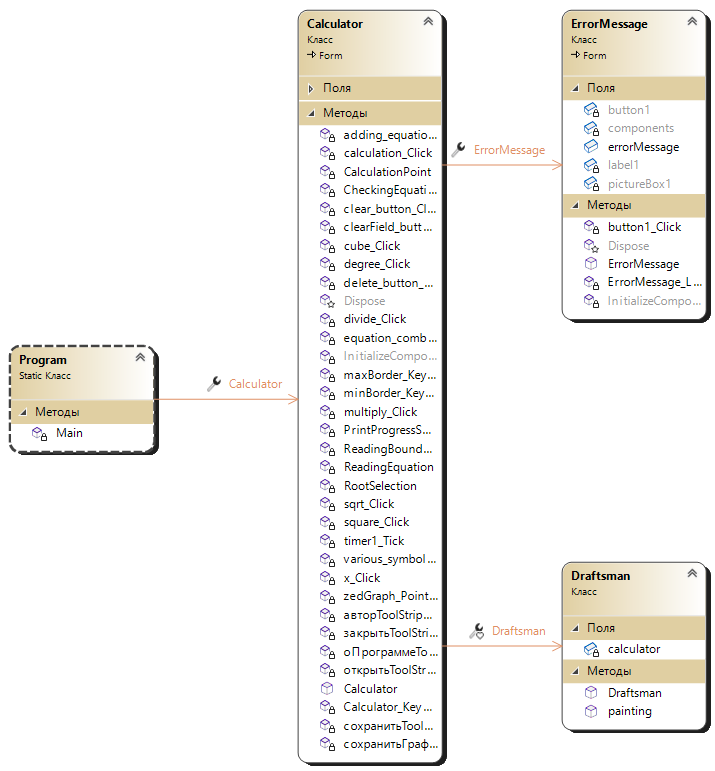 Calculator
Класс
Form
Поля
Методы
adding_equatio...
calculation_Click
CalculationPoint
CheckingEquati...
clear_button_Cl...
clearField_butt...
cube_Click
degree_Click
delete_button_...
Dispose
divide_Click
equation_comb...
InitializeCompo...
maxBorder_Key...
minBorder_Key...
multiply_Click
PrintProgressS...
ReadingBound...
ReadingEquation
RootSelection
sqrt_Click
square_Click
timer1_Tick
various_symbol...
x_Click
zedGraph_Point...
авторToolStrip...
закрытьToolStri...
оПрограммеTo...
открытьToolStr...
Calculator
Calculator_Key...
сохранитьTool...
сохранитьГраф...
ErrorMessage
ErrorMessage
Класс
Form
Поля
button1
components
errorMessage
label1
pictureBox1
Методы
button1_Click
Dispose
ErrorMessage
ErrorMessage_L...
InitializeCompo...
Program
Static Класс
Методы
Main
Calculator
Draftsman
Draftsman
Класс
Поля
calculator
Методы
Draftsman
painting